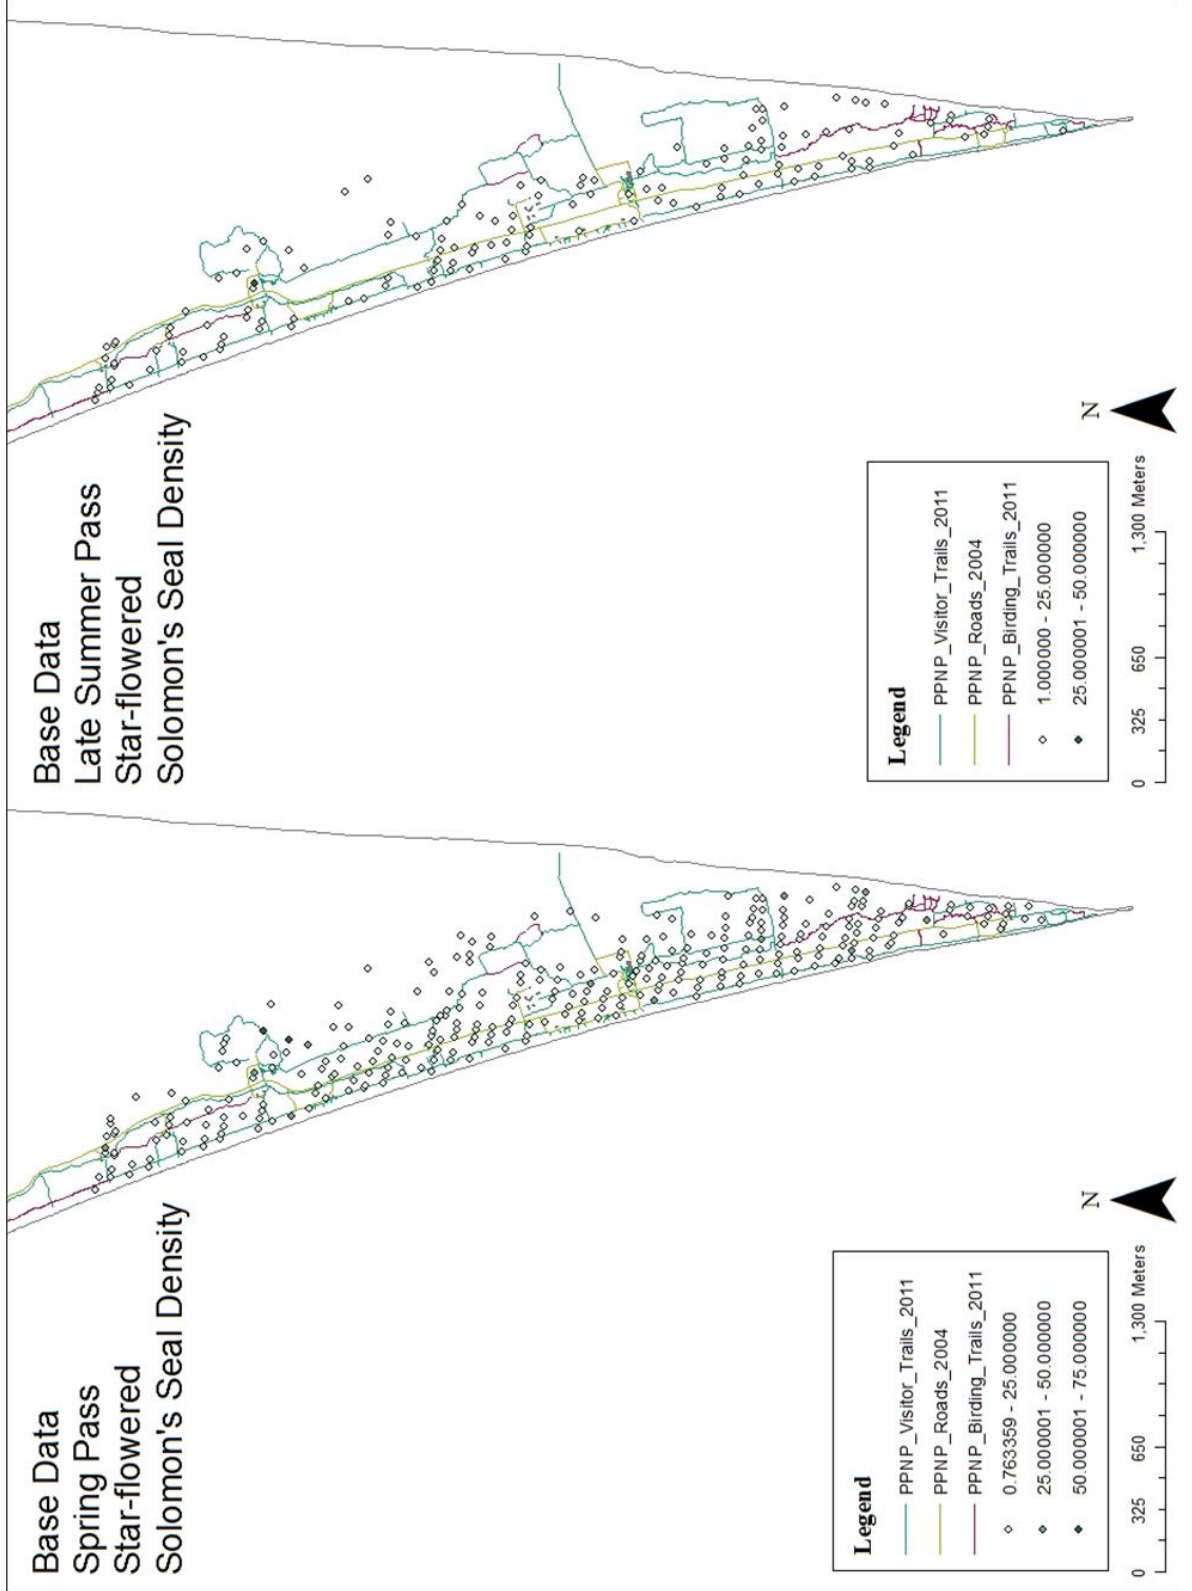 Base Data
Spring Pass
Star-flowered
Solomon's Seal Density
Legend
PPNP_Visitor_Trails_2011
PPNP_Roads_2004
PPNP_Birding_Trails_2011
0.763359 - 25.000000
25.000001 - 50.000000
50.000001 - 75.000000
N
0 325 650 1,300 Meters
Base Data
Late Summer Pass
Star-flowered
Solomon's Seal Density
Legend
PPNP_Visitor_Trails_2011
PPNP_Roads_2004
PPNP_Birding_Trails_2011
1.000000 - 25.000000
25.000001 - 50.000000
N
0 325 650 1,300 Meters